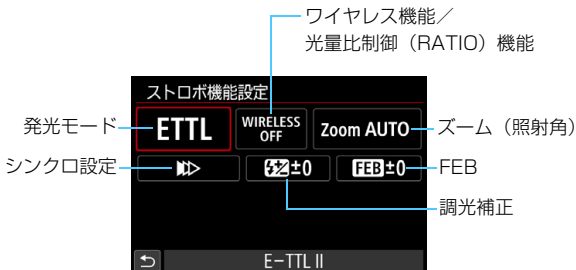 ワイヤレス機能／
光量比制御（RATIO）機能
ストロボ機能設定
発光モード
ETTL
WIRELESS
OFF
Zoom AUTO
ズーム（照射角）
シンクロ設定
±0
FEB±0
FEB
調光補正
E-TTL II